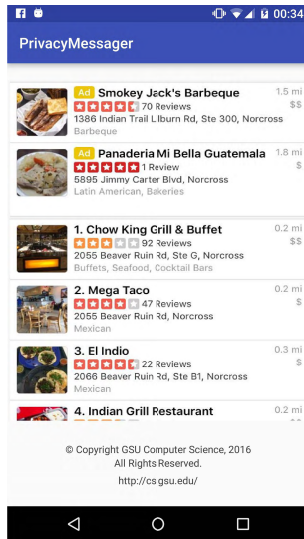 00:34
PrivacyMessager
Ad Smokey Jack's Barbeque 1.5 mi
70 Reviews $$
1386 Indian Trail Llburn Rd, Ste 300, Norcross
Barbeque
Ad Panaderia Mi Bella Guatemala 1.8 mi
1 Review $
5895 Jimmy Carter Blvd, Norcross
Latin American, Bakeries
1. Chow King Grill & Buffet 0.2 mi
92 Reviews $$
2055 Beaver Ruin Rd, Ste G, Norcross
Buffets, Seafood, Cocktail Bars
2. Mega Taco 0.2 mi
47 Reviews $
2055 Beaver Ruin Rd, Norcross
Mexican
3. El Indio 0.3 mi
22 Reviews $
2066 Beaver Ruin Rd, Ste B1, Norcross
Mexican
4. Indian Grill Restaurant 0.2 mi
© Copyright GSU Computer Science, 2016
All Rights Reserved.
http://cs.gsu.edu/